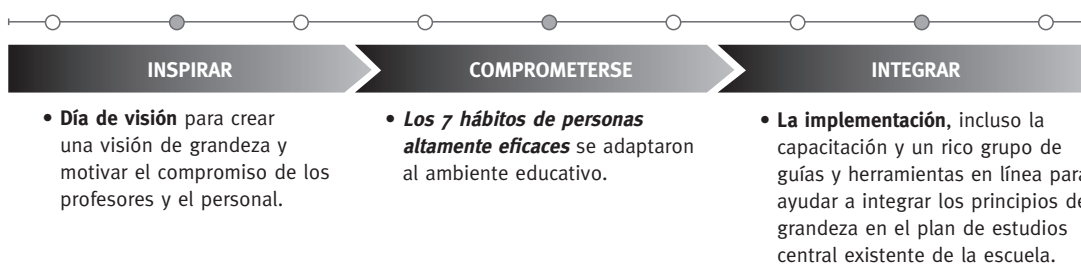 INSPIRAR
COMPROMETERSE
INTEGRAR
• Día de visión para crear
una visión de grandeza y
motivar el compromiso de los
profesores y el personal.
• Los 7 hábitos de personas
altamente eficaces se adaptaron
al ambiente educativo.
• La implementación, incluso la
capacitación y un rico grupo de
guías y herramientas en línea para
ayudar a integrar los principios de
grandeza en el plan de estudios
central existente de la escuela.